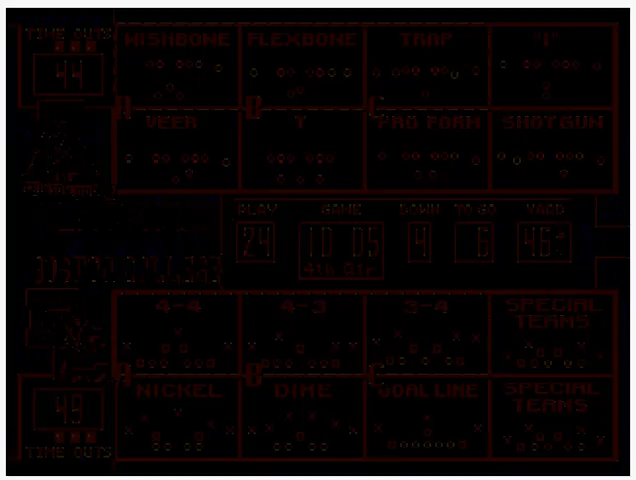 TIME OUTS WISHBONE FLEXBONE TRAP "I"
44
A B C
VEER T PRO FORM SHOTGUN
PLAY GAME DOWN TO GO YARD
24 10 05 4 6 46
4th Qtr
4-4 4-3 3-4 SPECIAL TEAMS
A B C
NICKEL DIME GOAL LINE SPECIAL TEAMS
TIME OUTS